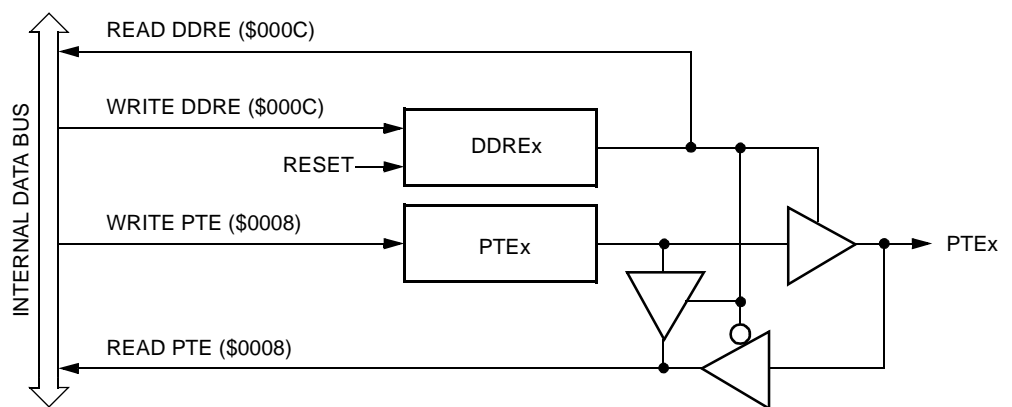 READ DDRE ($000C)
WRITE DDRE ($000C)
DDREx
RESET
INTERNAL DATA BUS
WRITE PTE ($0008)
PTEx
PTEx
READ PTE ($0008)